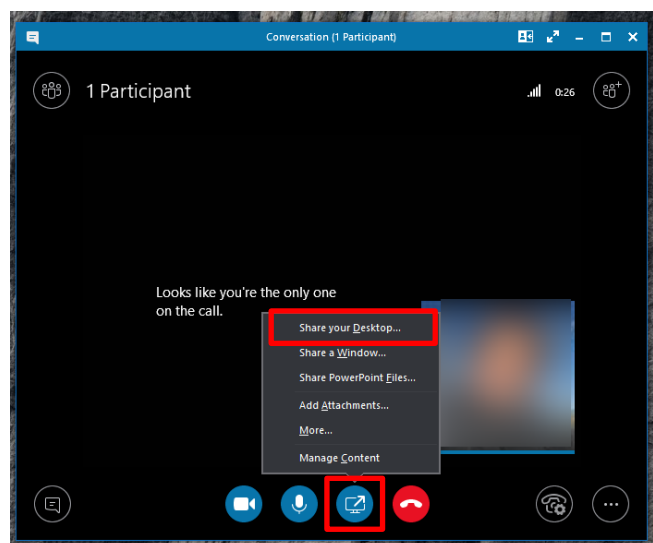 Conversation (1 Participant)
1 Participant
0:26
Looks like you're the only one
on the call.
Share your Desktop...
Share a Window...
Share PowerPoint Files...
Add Attachments...
More...
Manage Content